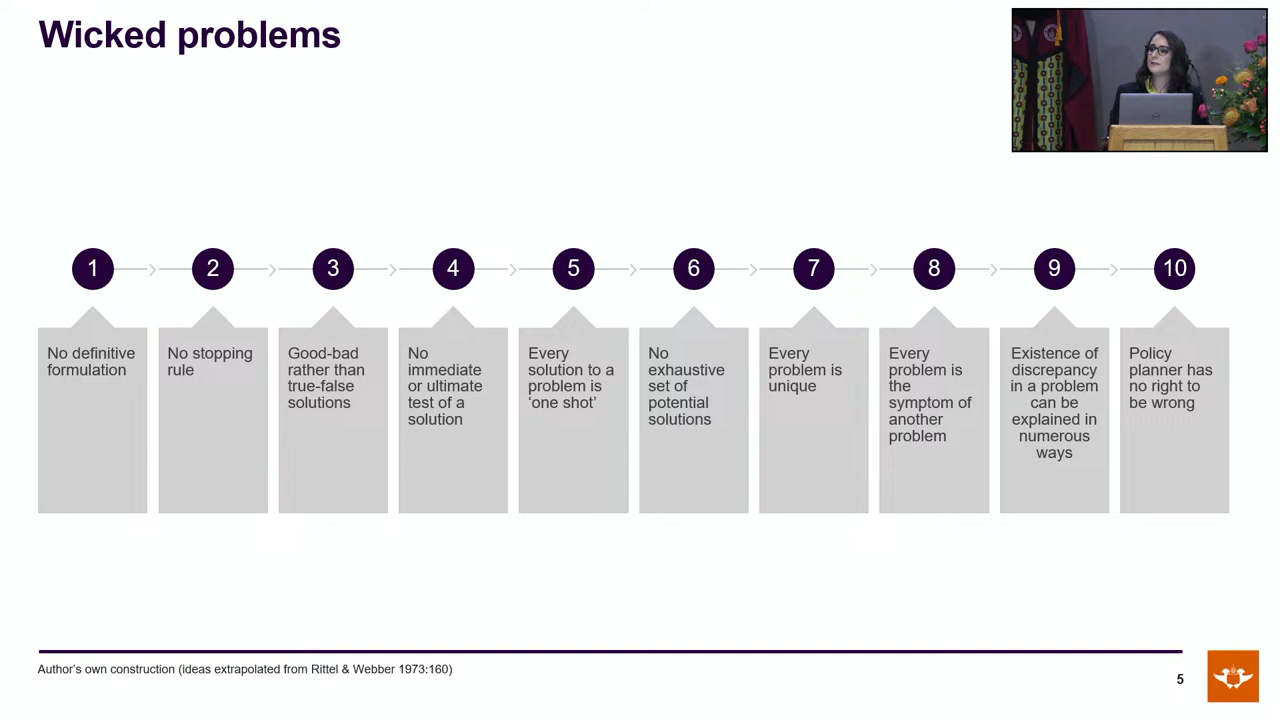 Wicked problems
1
2
3
4
5
6
7
8
9
10
No definitive
formulation
No stopping
rule
Good-bad
rather than
true-false
solutions
No
immediate
or ultimate
test of a
solution
Every
solution to a
problem is
‘one shot’
No
exhaustive
set of
potential
solutions
Every
problem is
unique
Every
problem is
the
symptom of
another
problem
Existence of
discrepancy
in a problem
can be
explained in
numerous
ways
Policy
planner has
no right to
be wrong
Author’s own construction (ideas extrapolated from Rittel & Webber 1973:160)
5